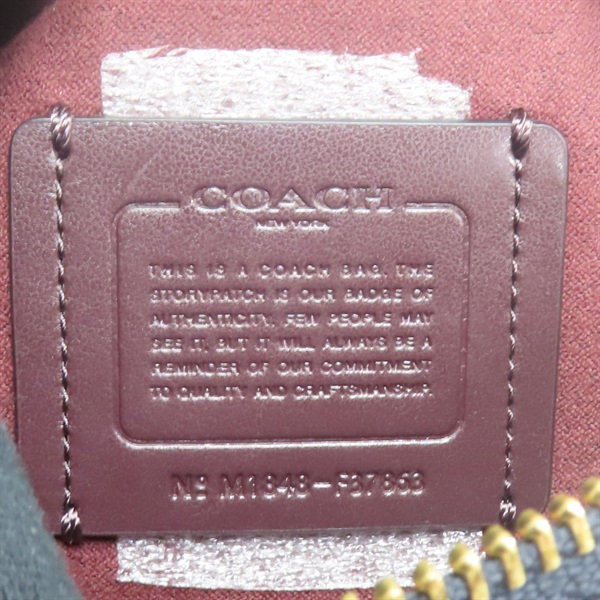 COACH
NEW YORK
THIS IS A COACH BAG. THE
STORYPATCH IS OUR BADGE OF
AUTHENTICITY. FEW PEOPLE MAY
SEE IT, BUT IT WILL ALWAYS BE A
REMINDER OF OUR COMMITMENT
TO QUALITY AND CRAFTSMANSHIP.
Nº M1848-F37863